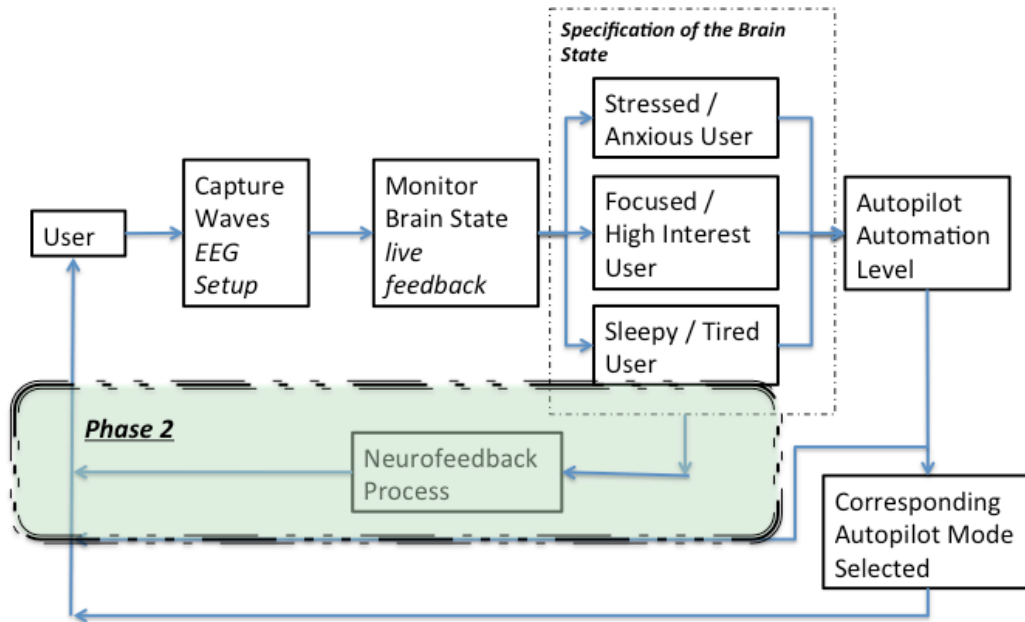 Specification of the Brain
State
Stressed /
Anxious User
Capture
Waves
EEG
Setup
Monitor
Brain State
live
feedback
Focused /
High Interest
User
Autopilot
Automation
Level
User
Sleepy / Tired
User
Phase 2
Neurofeedback
Process
Corresponding
Autopilot Mode
Selected